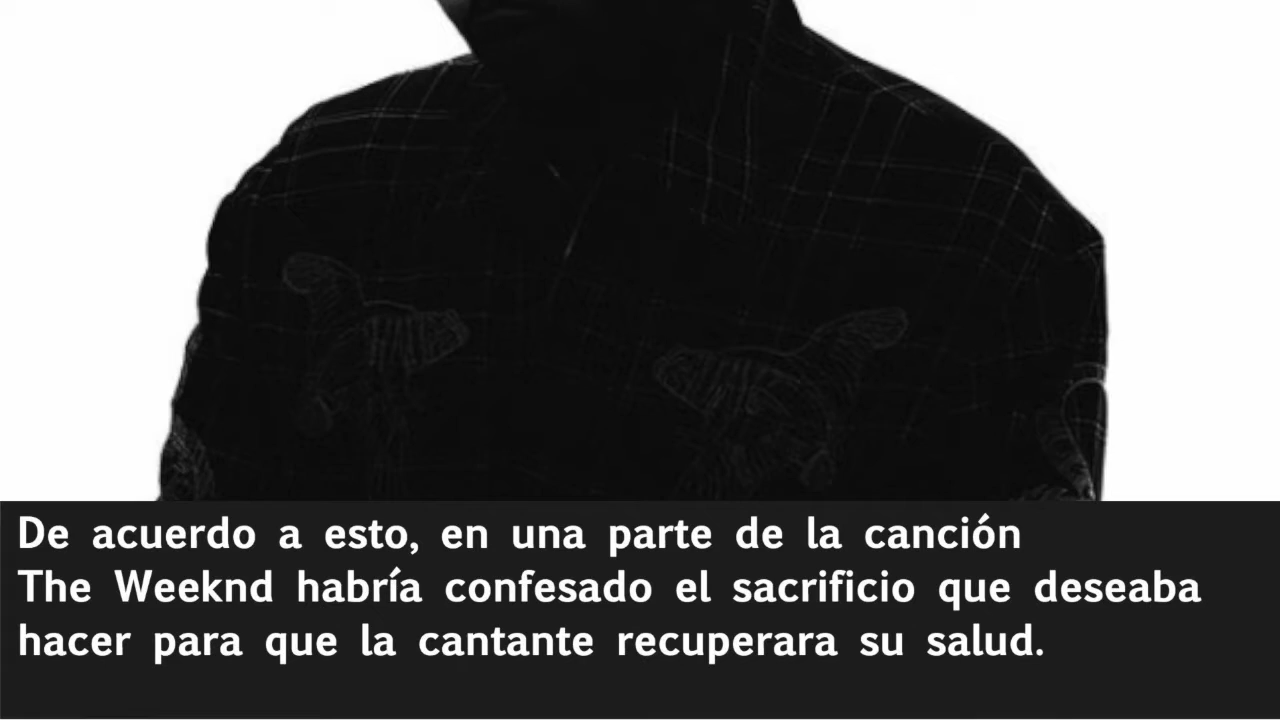 De acuerdo a esto, en una parte de la canción
The Weeknd habría confesado el sacrificio que deseaba
hacer para que la cantante recuperara su salud.